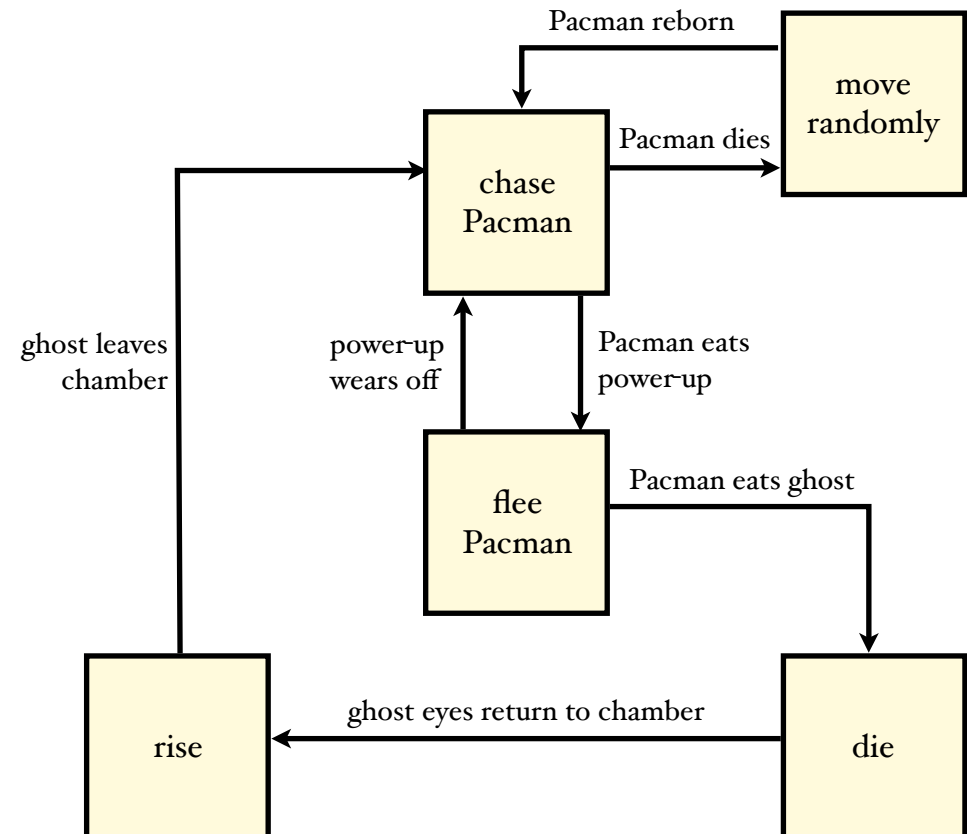 Pacman reborn
move
randomly
Pacman dies
chase
Pacman
ghost leaves
chamber
power-up
wears off
Pacman eats
power-up
flee
Pacman
Pacman eats ghost
ghost eyes return to chamber
rise
die